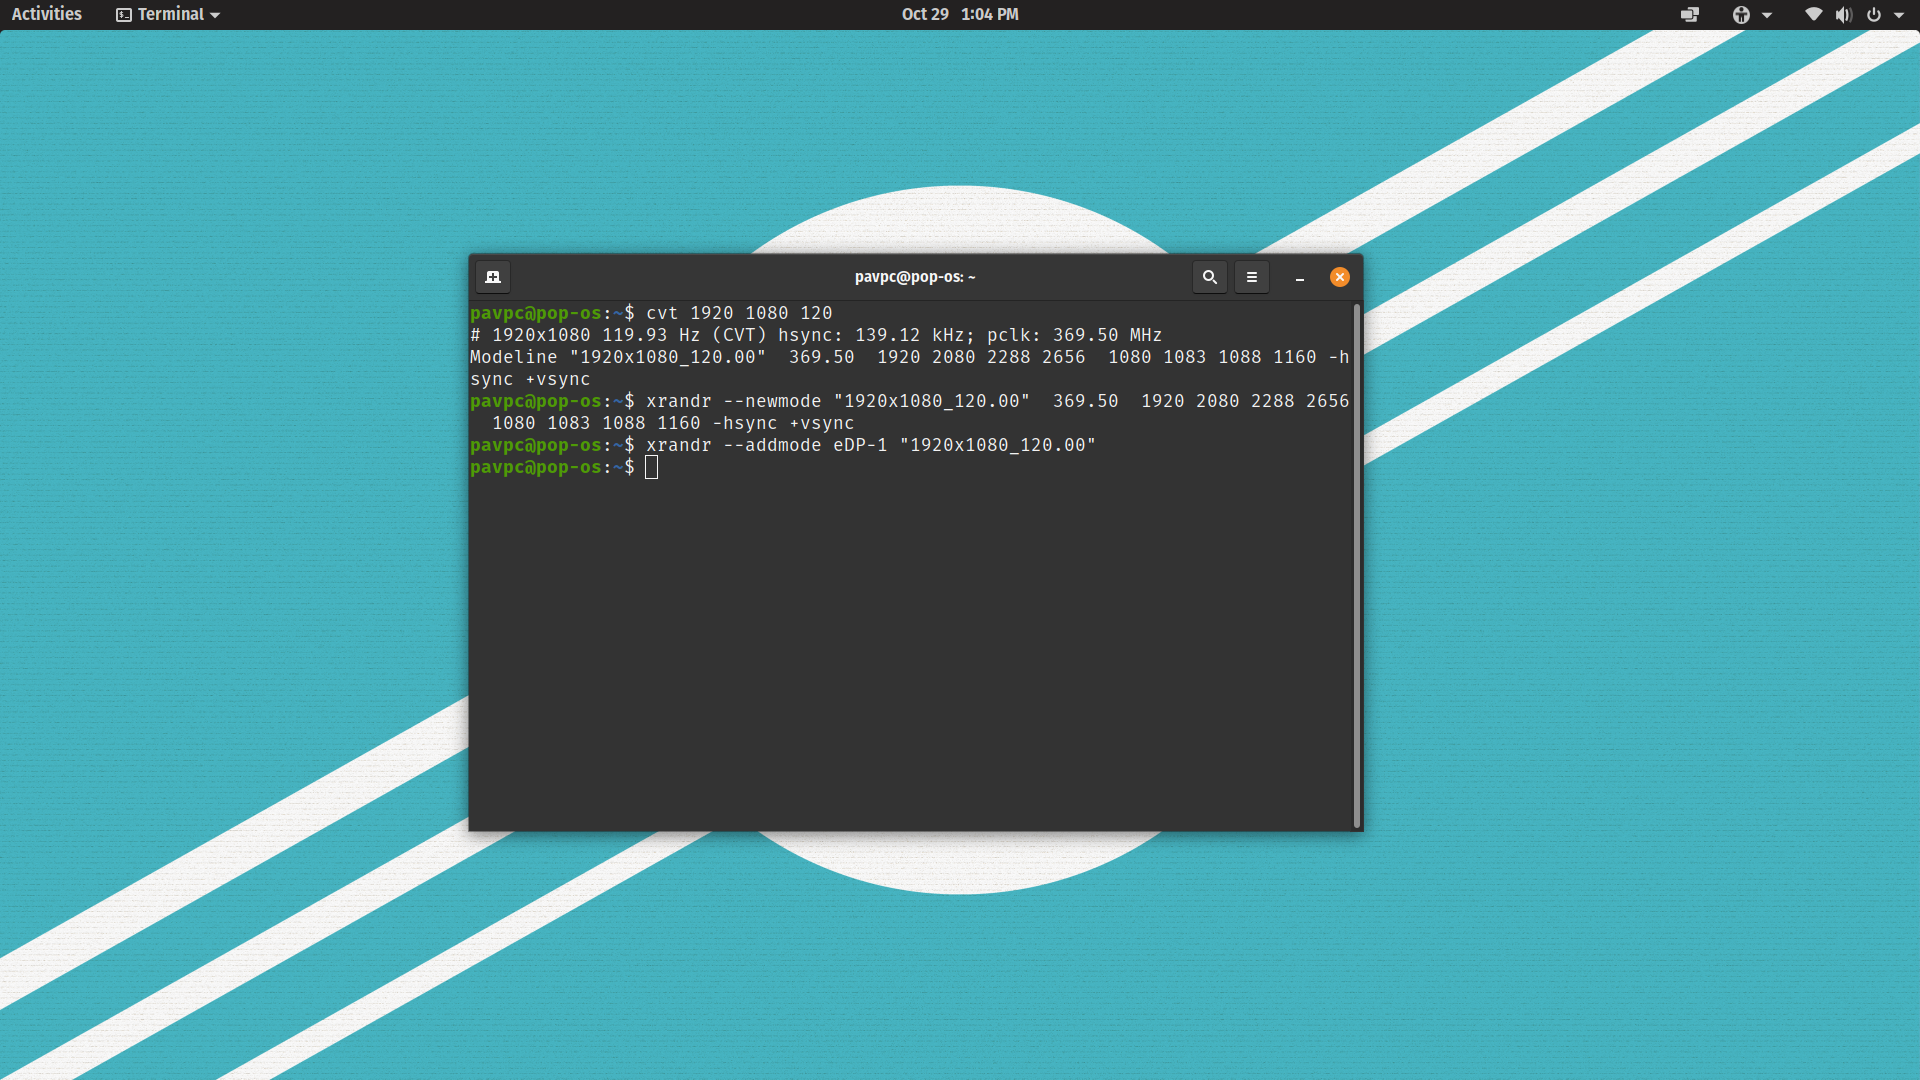 Activities Terminal Oct 29 1:04 PM
pavpc@pop-os: ~
pavpc@pop-os:~$ cvt 1920 1080 120
# 1920x1080 119.93 Hz (CVT) hsync: 139.12 kHz; pclk: 369.50 MHz
Modeline "1920x1080_120.00"  369.50  1920 2080 2288 2656  1080 1083 1088 1160 -h
sync +vsync
pavpc@pop-os:~$ xrandr --newmode "1920x1080_120.00"  369.50  1920 2080 2288 2656
  1080 1083 1088 1160 -hsync +vsync
pavpc@pop-os:~$ xrandr --addmode eDP-1 "1920x1080_120.00"
pavpc@pop-os:~$